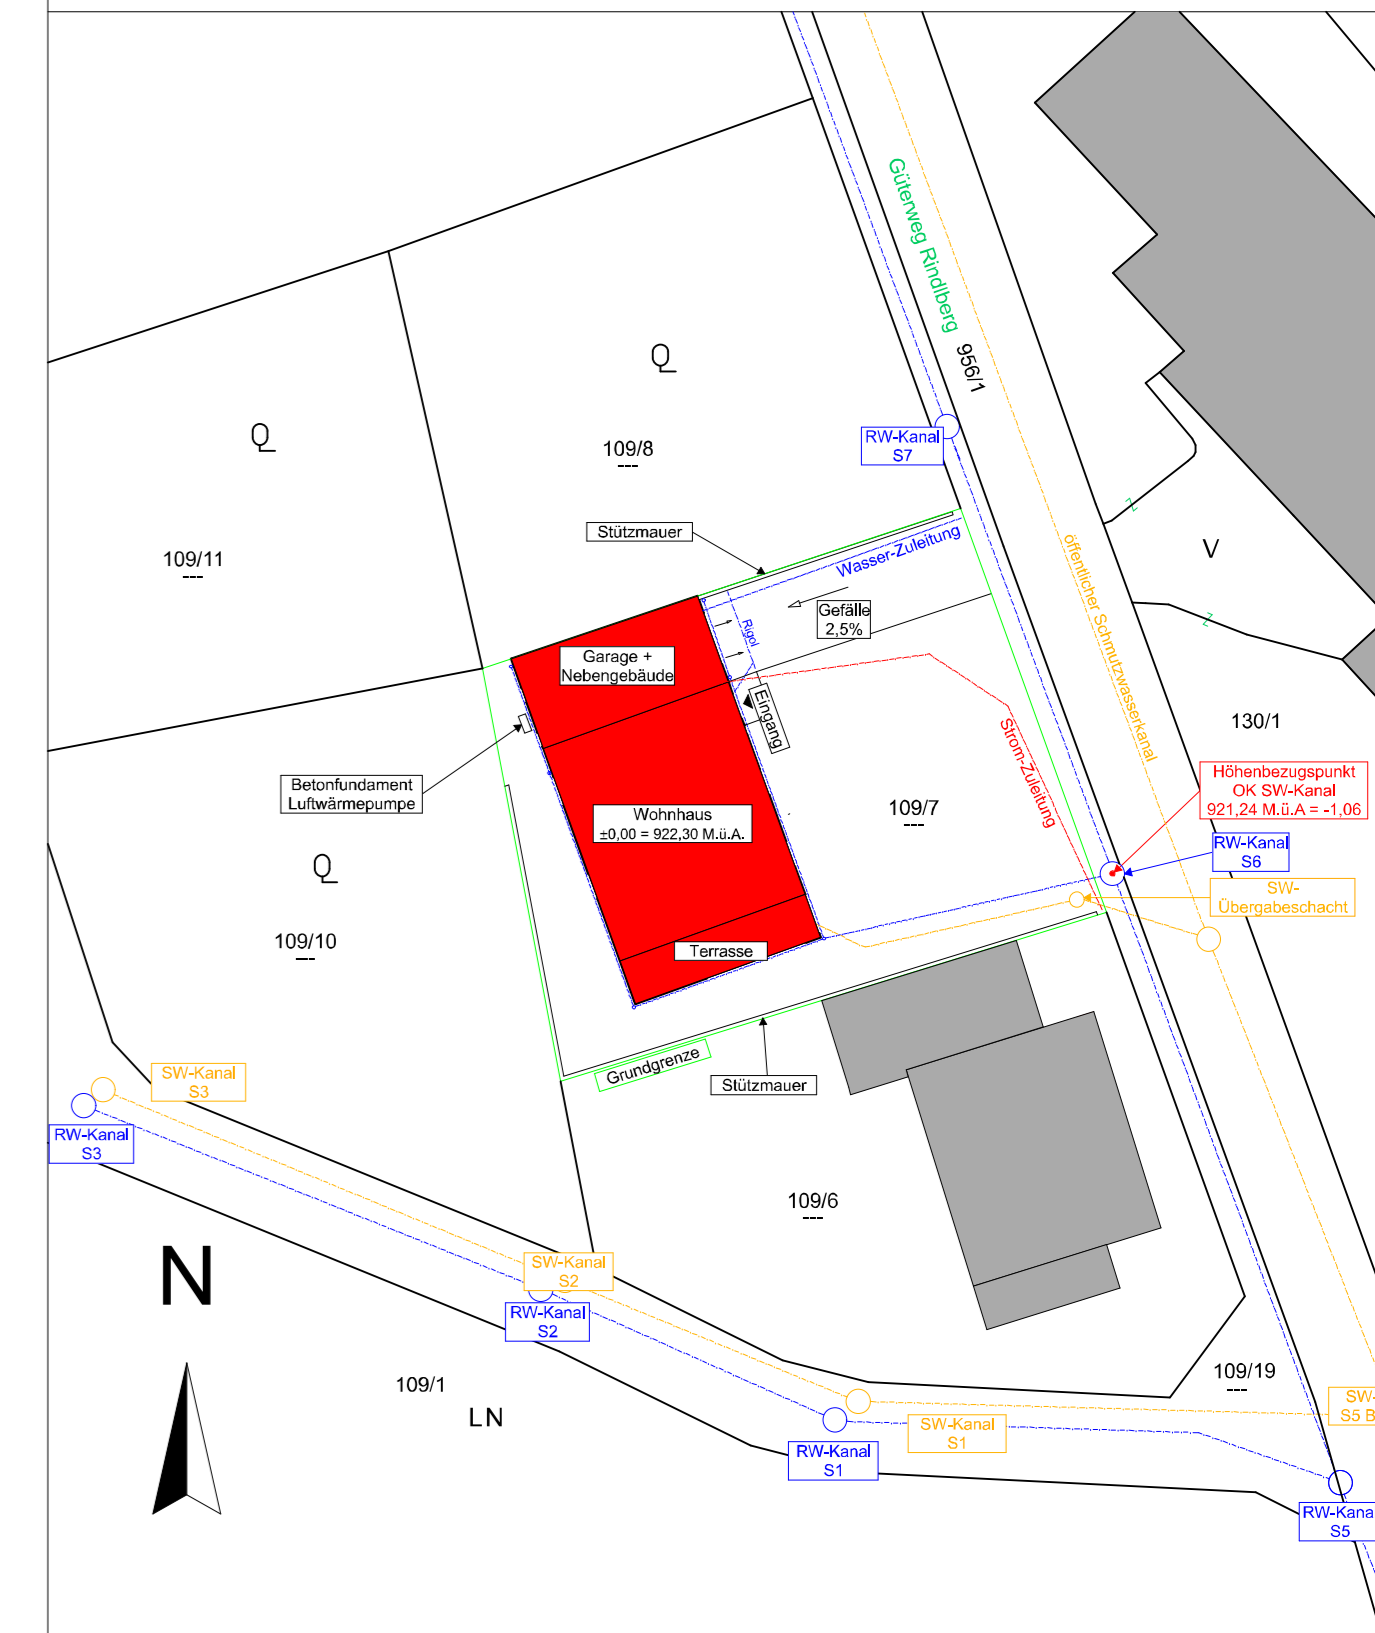 Güterweg Rindlberg
956/1
Q
Q
109/8
---
RW-Kanal
S7
109/11
---
Stützmauer
Wasser-Zuleitung
öffentlicher Schmutzwasserkanal
Z
V
Z
Gefälle
2,5%
Rigol
Garage +
Nebengebäude
Eingang
Strom-Zuleitung
130/1
Betonfundament
Luftwärmepumpe
Wohnhaus
±0,00 = 922,30 M.ü.A.
109/7
---
Höhenbezugspunkt
OK SW-Kanal
921,24 M.ü.A = -1,06
RW-Kanal
S6
SW-
Übergabeschacht
Q
109/10
---
Terrasse
Grundgrenze
Stützmauer
SW-Kanal
S3
RW-Kanal
S3
109/6
---
N
SW-Kanal
S2
RW-Kanal
S2
109/1
LN
109/19
---
SW-
S5 B
SW-Kanal
S1
RW-Kanal
S1
RW-Kana
S5